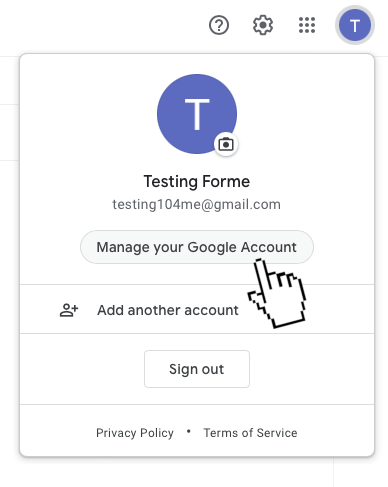 T
T
Testing Forme
testing104me@gmail.com
Manage your Google Account
Add another account
Sign out
Privacy Policy • Terms of Service